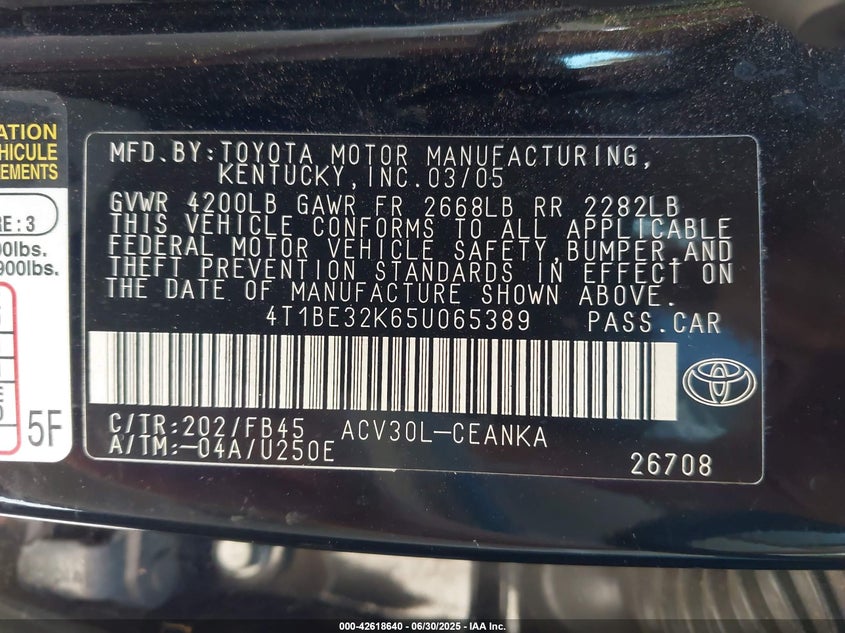 ATION
EHICULE
EMENTS
RE : 3
00lbs.
900lbs.
5F
MFD.BY:TOYOTA MOTOR MANUFACTURING,
KENTUCKY,INC.03/05
GVWR 4200LB GAWR FR 2668LB RR 2282LB
THIS VEHICLE CONFORMS TO ALL APPLICABLE
FEDERAL MOTOR VEHICLE SAFETY,BUMPER,AND
THEFT PREVENTION STANDARDS IN EFFECT ON
THE DATE OF MANUFACTURE SHOWN ABOVE.
4T1BE32K65U065389 PASS.CAR
C/TR:202/FB45 ACV30L-CEANKA
A/TM:-04A/U250E
26708
000-42618640 - 06/30/2025 - IAA Inc.